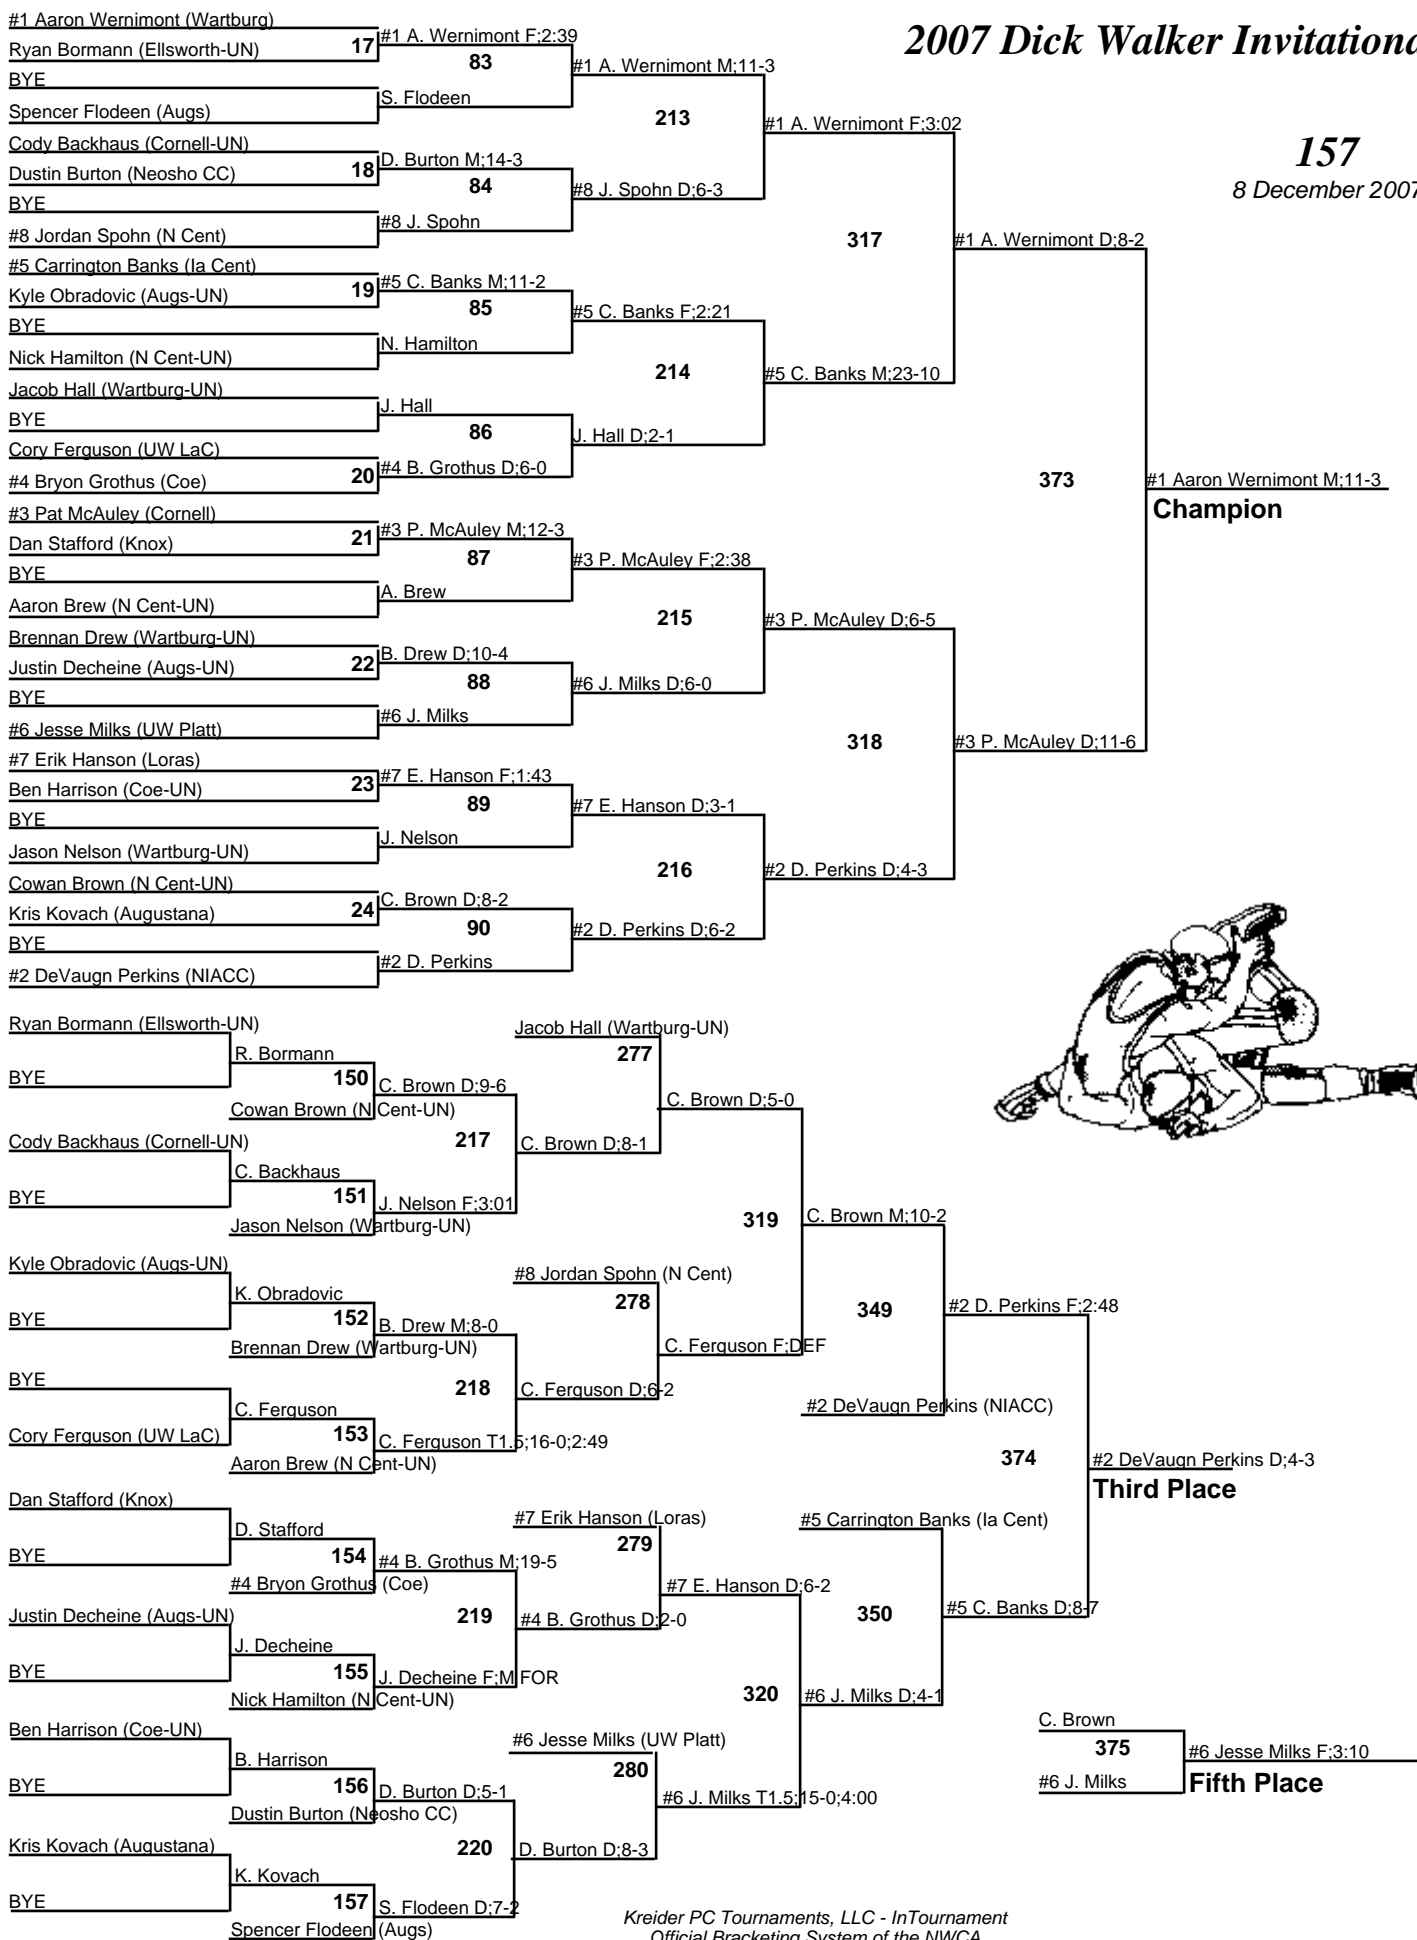 2007 Dick Walker Invitationa
157
8 December 2007
#1 Aaron Wernimont (Wartburg)
Ryan Bormann (Ellsworth-UN)
17
#1 A. Wernimont F;2:39
BYE
Spencer Flodeen (Augs)
S. Flodeen
83
#1 A. Wernimont M;11-3
Cody Backhaus (Cornell-UN)
Dustin Burton (Neosho CC)
18
D. Burton M;14-3
BYE
#8 Jordan Spohn (N Cent)
#8 J. Spohn
84
#8 J. Spohn D;6-3
213
#1 A. Wernimont F;3:02
#5 Carrington Banks (Ia Cent)
Kyle Obradovic (Augs-UN)
19
#5 C. Banks M;11-2
BYE
Nick Hamilton (N Cent-UN)
N. Hamilton
85
#5 C. Banks F;2:21
Jacob Hall (Wartburg-UN)
BYE
J. Hall
Cory Ferguson (UW LaC)
#4 Bryon Grothus (Coe)
20
#4 B. Grothus D;6-0
86
J. Hall D;2-1
214
#5 C. Banks M;23-10
317
#1 A. Wernimont D;8-2
#3 Pat McAuley (Cornell)
Dan Stafford (Knox)
21
#3 P. McAuley M;12-3
BYE
Aaron Brew (N Cent-UN)
A. Brew
87
#3 P. McAuley F;2:38
Brennan Drew (Wartburg-UN)
Justin Decheine (Augs-UN)
22
B. Drew D;10-4
BYE
#6 Jesse Milks (UW Platt)
#6 J. Milks
88
#6 J. Milks D;6-0
215
#3 P. McAuley D;6-5
#7 Erik Hanson (Loras)
Ben Harrison (Coe-UN)
23
#7 E. Hanson F;1:43
BYE
Jason Nelson (Wartburg-UN)
J. Nelson
89
#7 E. Hanson D;3-1
Cowan Brown (N Cent-UN)
Kris Kovach (Augustana)
24
C. Brown D;8-2
BYE
#2 DeVaugn Perkins (NIACC)
#2 D. Perkins
90
#2 D. Perkins D;6-2
216
#2 D. Perkins D;4-3
318
#3 P. McAuley D;11-6
373
#1 Aaron Wernimont M;11-3
Champion
Ryan Bormann (Ellsworth-UN)
BYE
R. Bormann
150
Cowan Brown (N Cent-UN)
C. Brown D;9-6
Cody Backhaus (Cornell-UN)
BYE
C. Backhaus
151
Jason Nelson (Wartburg-UN)
J. Nelson F;3:01
217
C. Brown D;8-1
Jacob Hall (Wartburg-UN)
277
C. Brown D;5-0
Kyle Obradovic (Augs-UN)
BYE
K. Obradovic
152
Brennan Drew (Wartburg-UN)
B. Drew M;8-0
BYE
Cory Ferguson (UW LaC)
C. Ferguson
153
Aaron Brew (N Cent-UN)
C. Ferguson T1.5;16-0;2:49
218
C. Ferguson D;6-2
#8 Jordan Spohn (N Cent)
278
C. Ferguson F;DEF
319
C. Brown M;10-2
349
#2 DeVaugn Perkins (NIACC)
#2 D. Perkins F;2:48
Dan Stafford (Knox)
BYE
D. Stafford
154
#4 Bryon Grothus (Coe)
#4 B. Grothus M;19-5
Justin Decheine (Augs-UN)
BYE
J. Decheine
155
Nick Hamilton (N Cent-UN)
J. Decheine F;M FOR
219
#4 B. Grothus D;2-0
#7 Erik Hanson (Loras)
279
#7 E. Hanson D;6-2
Ben Harrison (Coe-UN)
BYE
B. Harrison
156
Dustin Burton (Neosho CC)
D. Burton D;5-1
Kris Kovach (Augustana)
BYE
K. Kovach
157
Spencer Flodeen (Augs)
S. Flodeen D;7-2
220
D. Burton D;8-3
#6 Jesse Milks (UW Platt)
280
#6 J. Milks T1.5;15-0;4:00
320
#6 J. Milks D;4-1
#5 Carrington Banks (Ia Cent)
350
#5 C. Banks D;8-7
374
#2 DeVaugn Perkins D;4-3
Third Place
C. Brown
375
#6 J. Milks
#6 Jesse Milks F;3:10
Fifth Place
Kreider PC Tournaments, LLC - InTournament
Official Bracketing System of the NWCA